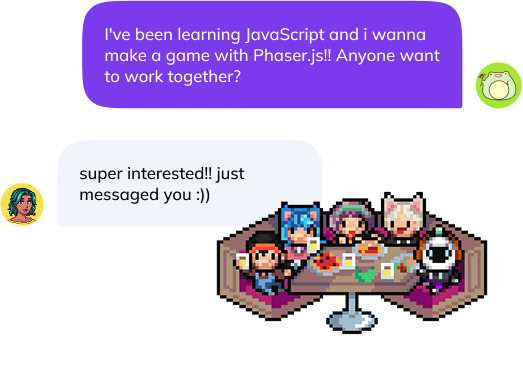 I've been learning JavaScript and i wanna
make a game with Phaser.js!! Anyone want
to work together?
super interested!! just
messaged you :))